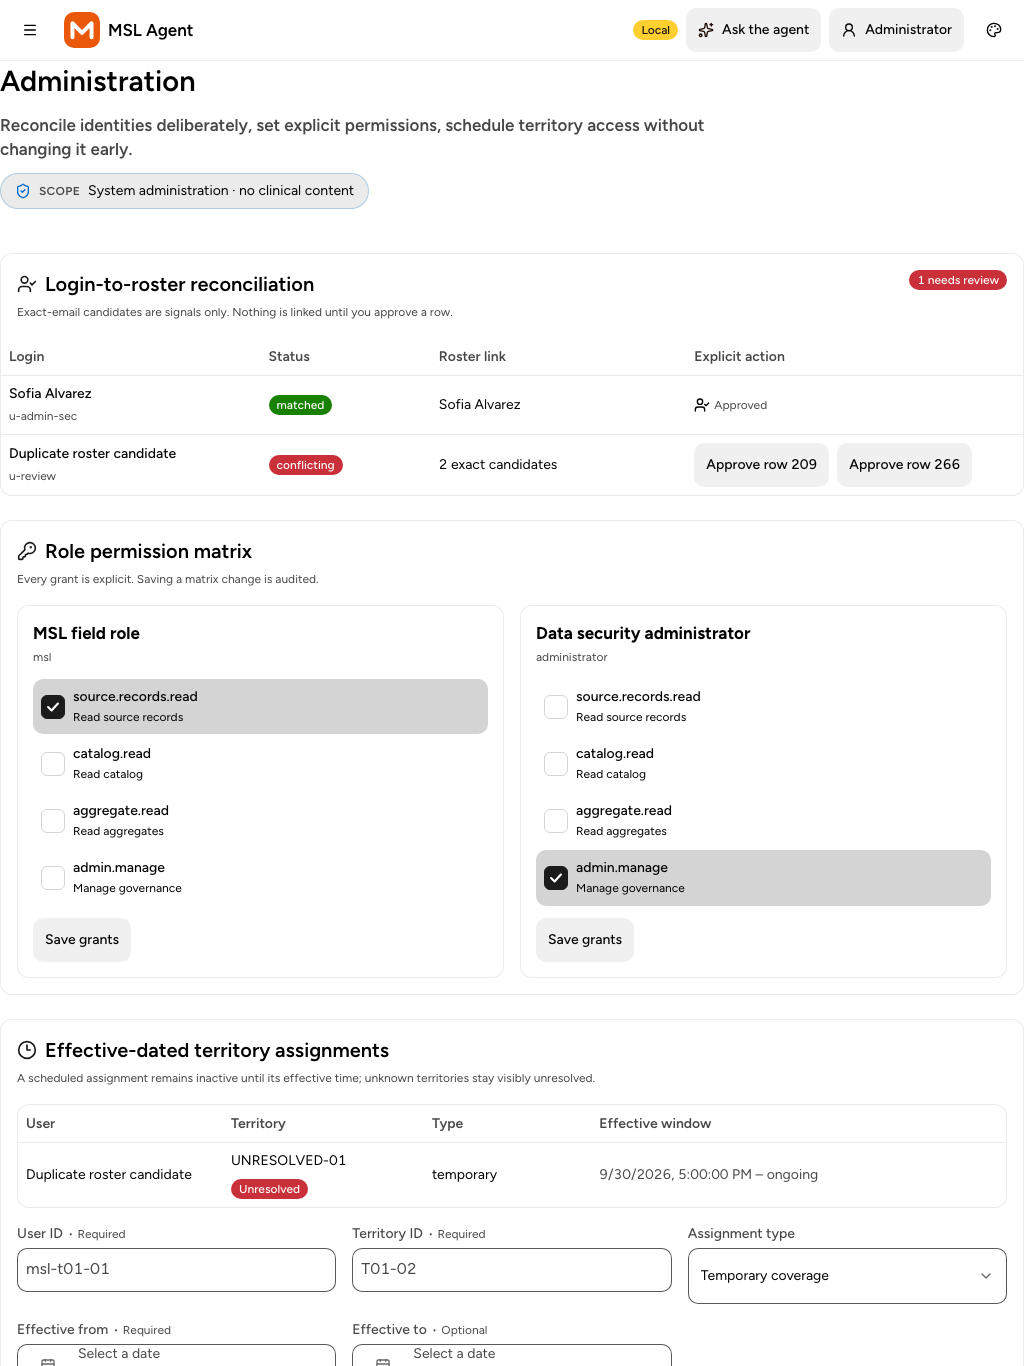 MSL Agent
Local
Ask the agent
Administrator
Administration
Reconcile identities deliberately, set explicit permissions, schedule territory access without
changing it early.
SCOPE System administration · no clinical content
Login-to-roster reconciliation
1 needs review
Exact-email candidates are signals only. Nothing is linked until you approve a row.
Login Status Roster link Explicit action
Sofia Alvarez
u-admin-sec
matched
Sofia Alvarez
Approved
Duplicate roster candidate
u-review
conflicting
2 exact candidates
Approve row 209
Approve row 266
Role permission matrix
Every grant is explicit. Saving a matrix change is audited.
MSL field role
msl
source.records.read
Read source records
catalog.read
Read catalog
aggregate.read
Read aggregates
admin.manage
Manage governance
Save grants
Data security administrator
administrator
source.records.read
Read source records
catalog.read
Read catalog
aggregate.read
Read aggregates
admin.manage
Manage governance
Save grants
Effective-dated territory assignments
A scheduled assignment remains inactive until its effective time; unknown territories stay visibly unresolved.
User Territory Type Effective window
Duplicate roster candidate
UNRESOLVED-01
Unresolved
temporary
9/30/2026, 5:00:00 PM – ongoing
User ID · Required
msl-t01-01
Territory ID · Required
T01-02
Assignment type
Temporary coverage
Effective from · Required
Select a date
Effective to · Optional
Select a date